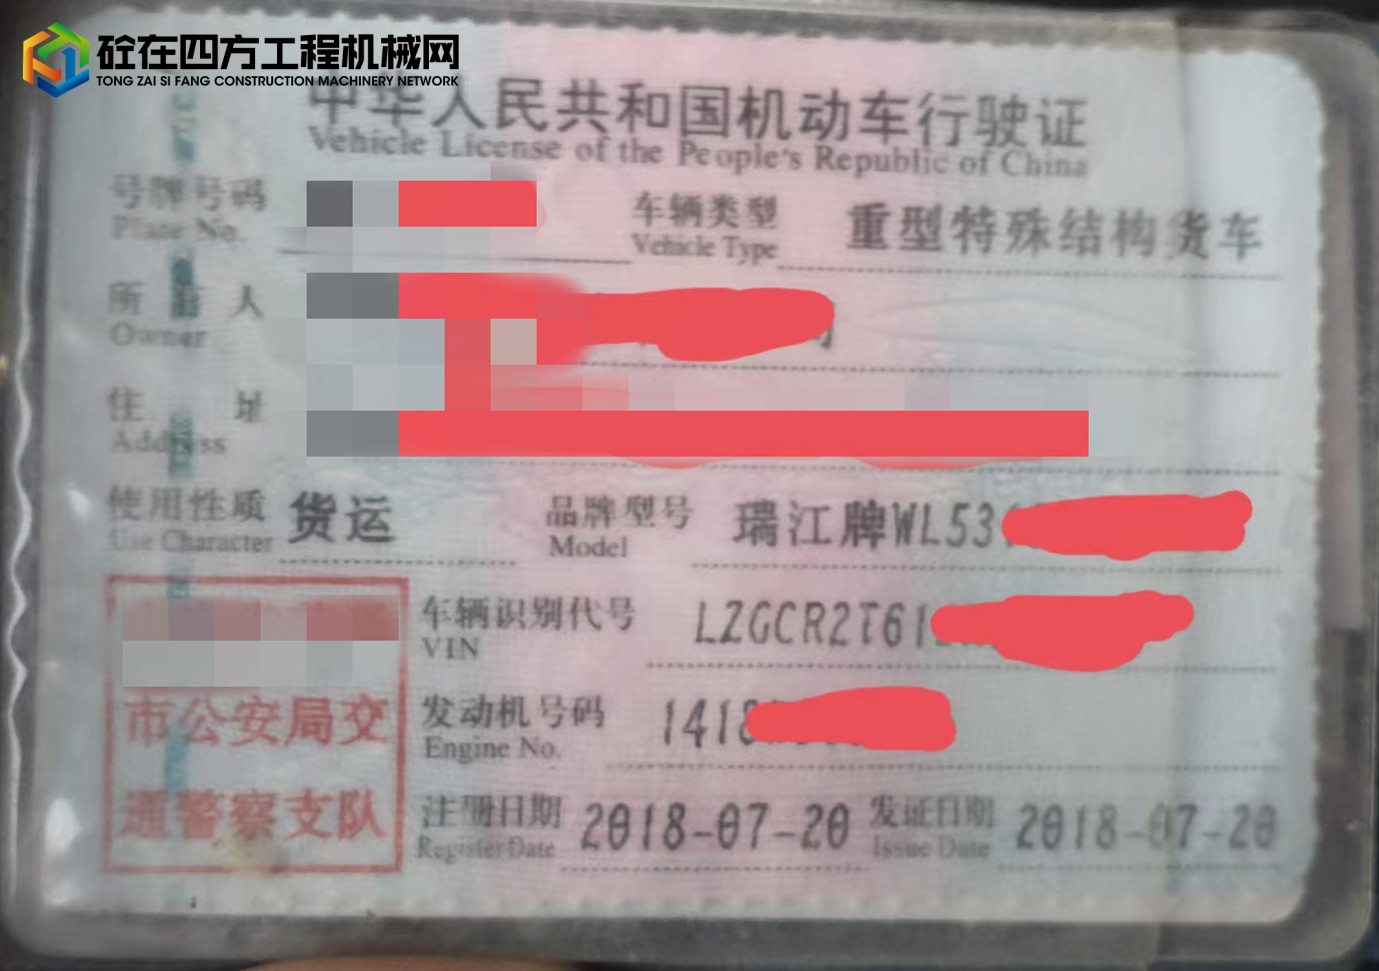 砼在四方工程机械网
TONG ZAI SI FANG CONSTRUCTION MACHINERY NETWORK
中华人民共和国机动车行驶证
Vehicle License of the People's Republic of China
号牌号码
Plate No.
车辆类型 重型特殊结构货车
Vehicle Type
所有人
Owner
住址
Address
使用性质 货运
Use Character
品牌型号 瑞江牌WL53
Model
车辆识别代号 LZGCR2T61
VIN
市公安局交
通警察支队
发动机号码 1418
Engine No.
注册日期 2018-07-20
Register Date
发证日期 2018-07-20
Issue Date